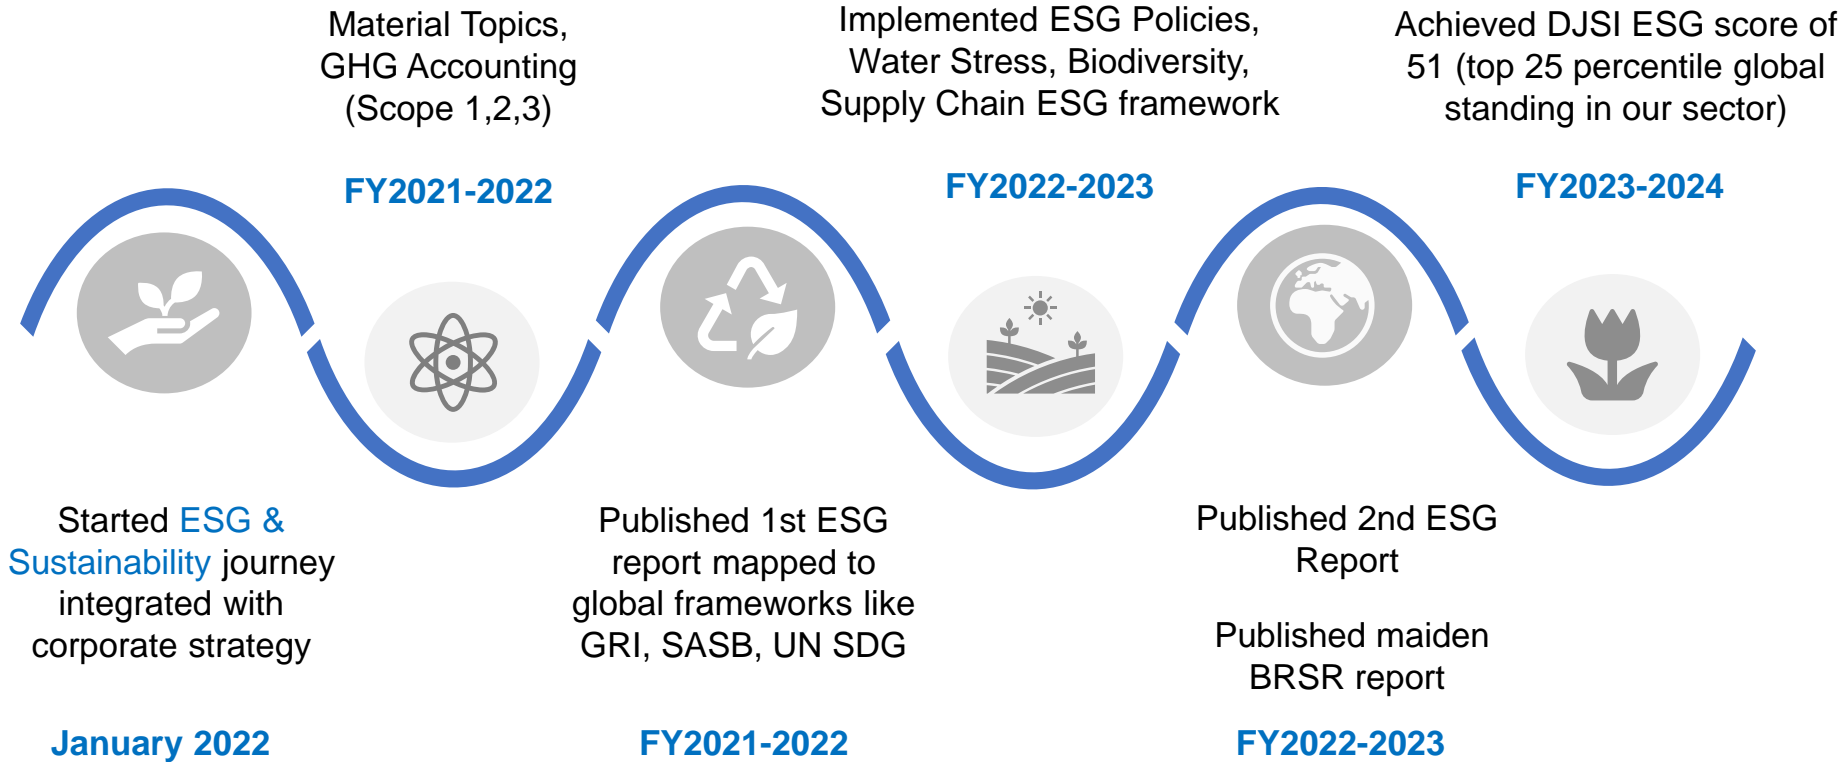 Material Topics,
GHG Accounting
(Scope 1,2,3)
FY2021-2022
Implemented ESG Policies,
Water Stress, Biodiversity,
Supply Chain ESG framework
FY2022-2023
Achieved DJSI ESG score of
51 (top 25 percentile global
standing in our sector)
FY2023-2024
Started ESG &
Sustainability journey
integrated with
corporate strategy
January 2022
Published 1st ESG
report mapped to
global frameworks like
GRI, SASB, UN SDG
FY2021-2022
Published 2nd ESG
Report
Published maiden
BRSR report
FY2022-2023